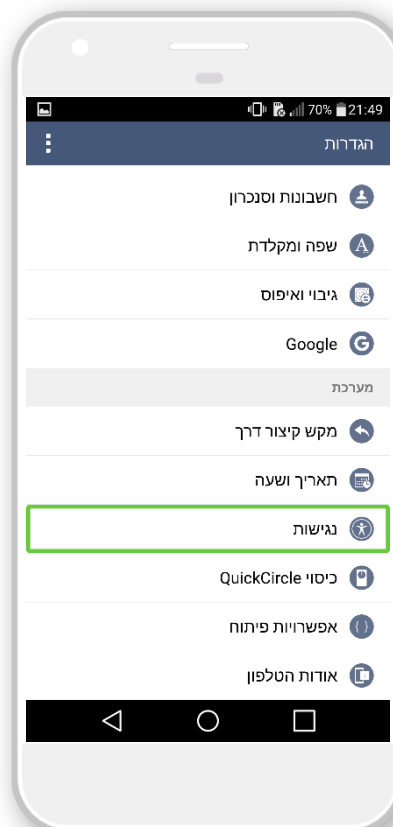 70% 21:49
הגדרות
חשבונות וסנכרון
שפה ומקלדת
גיבוי ואיפוס
Google
מערכת
מקש קיצור דרך
תאריך ושעה
נגישות
כיסוי QuickCircle
אפשרויות פיתוח
אודות הטלפון